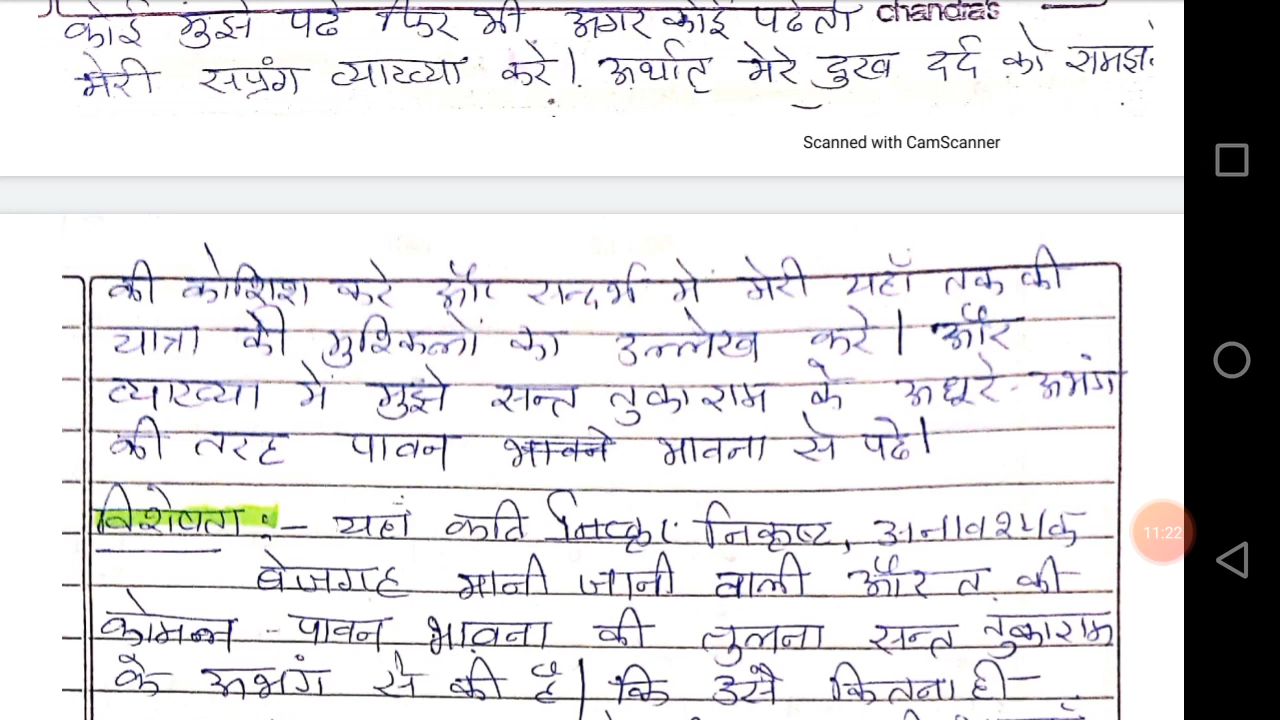 कोई मुझे पढे फिर भी अगर कोई पढेतो chandra's
मेरी सप्रंग व्याख्या करे। अर्थात् मेरे दुख दर्द को समझ
Scanned with CamScanner
की कोशिश करे और सन्दर्भ में मेरी यहाँ तक की
यात्रा की मुश्किलों का उल्लेख करे। और
व्याख्या में मुझे सन्त तुकाराम के अधूरे-अभंग
की तरह पावन भावने भावना से पढे।
विशेषता :- यहाँ कवि निकृष्ट, अनावश्यक
बेजगह मानी जानी वाली औरत की
कोमल - पावन भावना की तुलना सन्त तुकाराम
के अभंग से की है। कि उसे कितना ही-
11:22